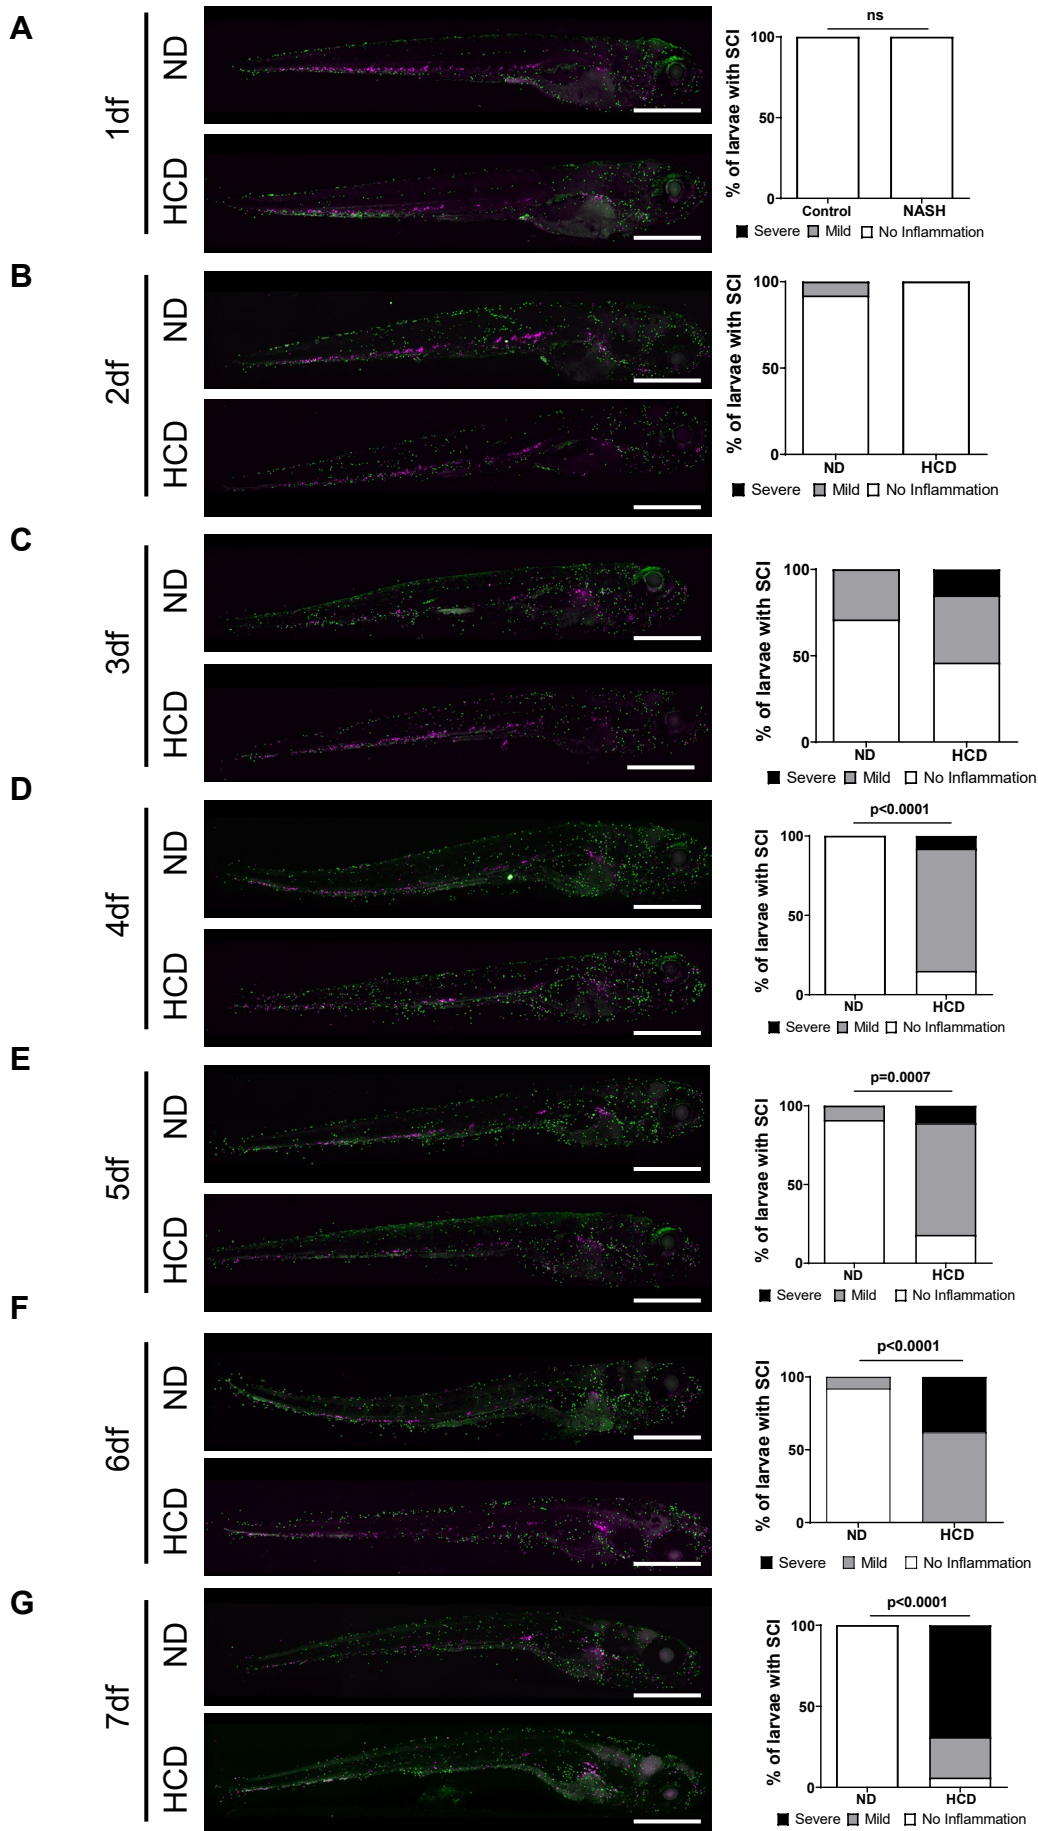 A
1df
ND
HCD
ns
% of larvae with SCI
100
50
0
Control NASH
Severe Mild No Inflammation
B
2df
ND
HCD
% of larvae with SCI
100
50
0
ND HCD
Severe Mild No Inflammation
C
3df
ND
HCD
% of larvae with SCI
100
50
0
ND HCD
Severe Mild No Inflammation
D
4df
ND
HCD
p<0.0001
% of larvae with SCI
100
50
0
ND HCD
Severe Mild No Inflammation
E
5df
ND
HCD
p=0.0007
% of larvae with SCI
100
50
0
ND HCD
Severe Mild No Inflammation
F
6df
ND
HCD
p<0.0001
% of larvae with SCI
100
50
0
ND HCD
Severe Mild No Inflammation
G
7df
ND
HCD
p<0.0001
% of larvae with SCI
100
50
0
ND HCD
Severe Mild No Inflammation